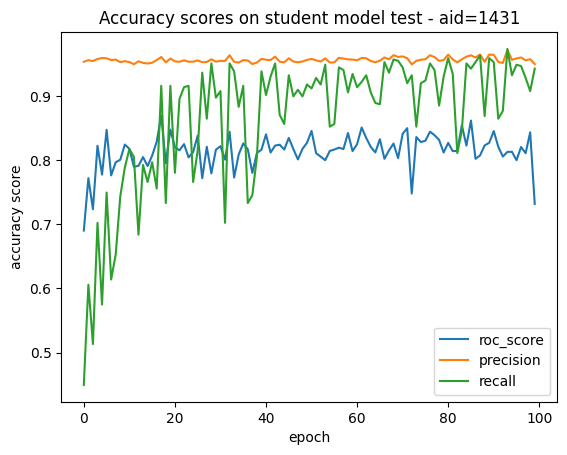 Accuracy scores on student model test - aid=1431
accuracy score
0.9
0.8
0.7
0.6
0.5
0
20
40
60
80
100
epoch
roc_score
precision
recall